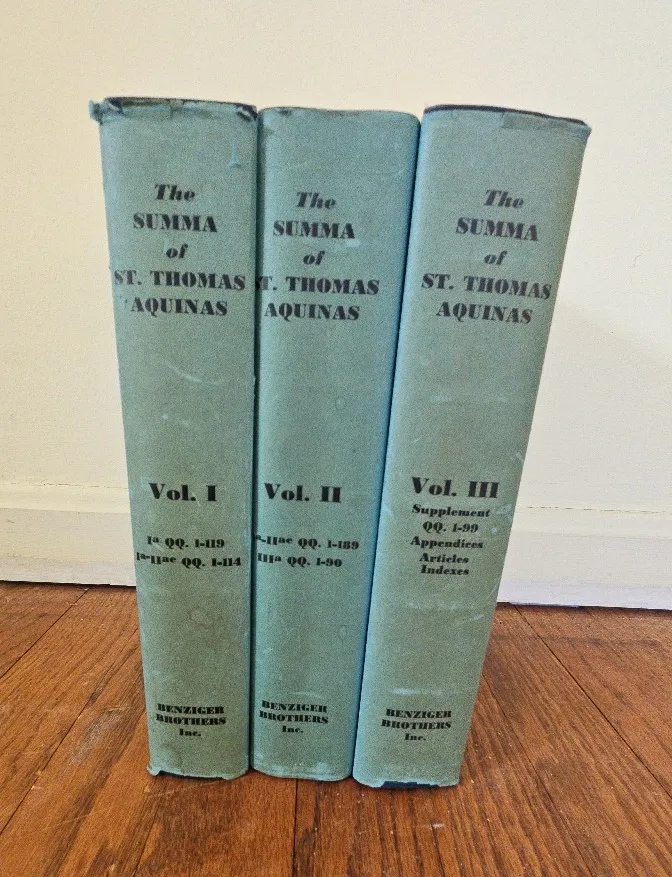 The
SUMMA
of
ST. THOMAS
AQUINAS
Vol. I
Iª QQ. 1-119
Iª-IIae QQ. 1-114
BENZIGER
BROTHERS
Inc.
The
SUMMA
of
T. THOMAS
AQUINAS
Vol. II
ª-IIae QQ. 1-189
IIIª QQ. 1-90
BENZIGER
BROTHERS
Inc.
The
SUMMA
of
ST. THOMAS
AQUINAS
Vol. III
Supplement
QQ. 1-99
Appendices
Articles
Indexes
BENZIGER
BROTHERS
Inc.